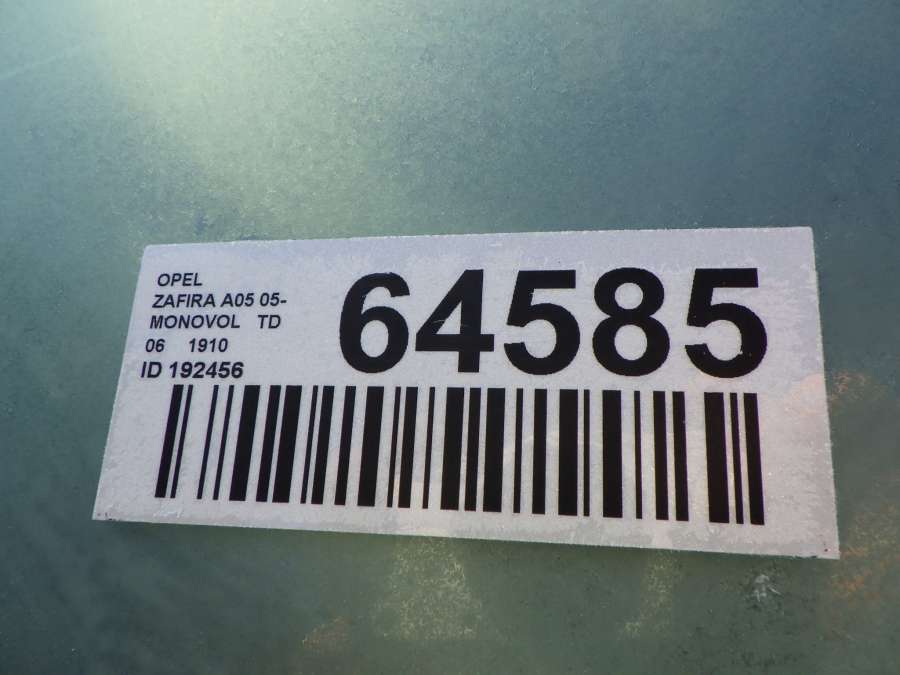 OPEL
ZAFIRA A05 05-
MONOVOL TD
06 1910
ID 192456
64585